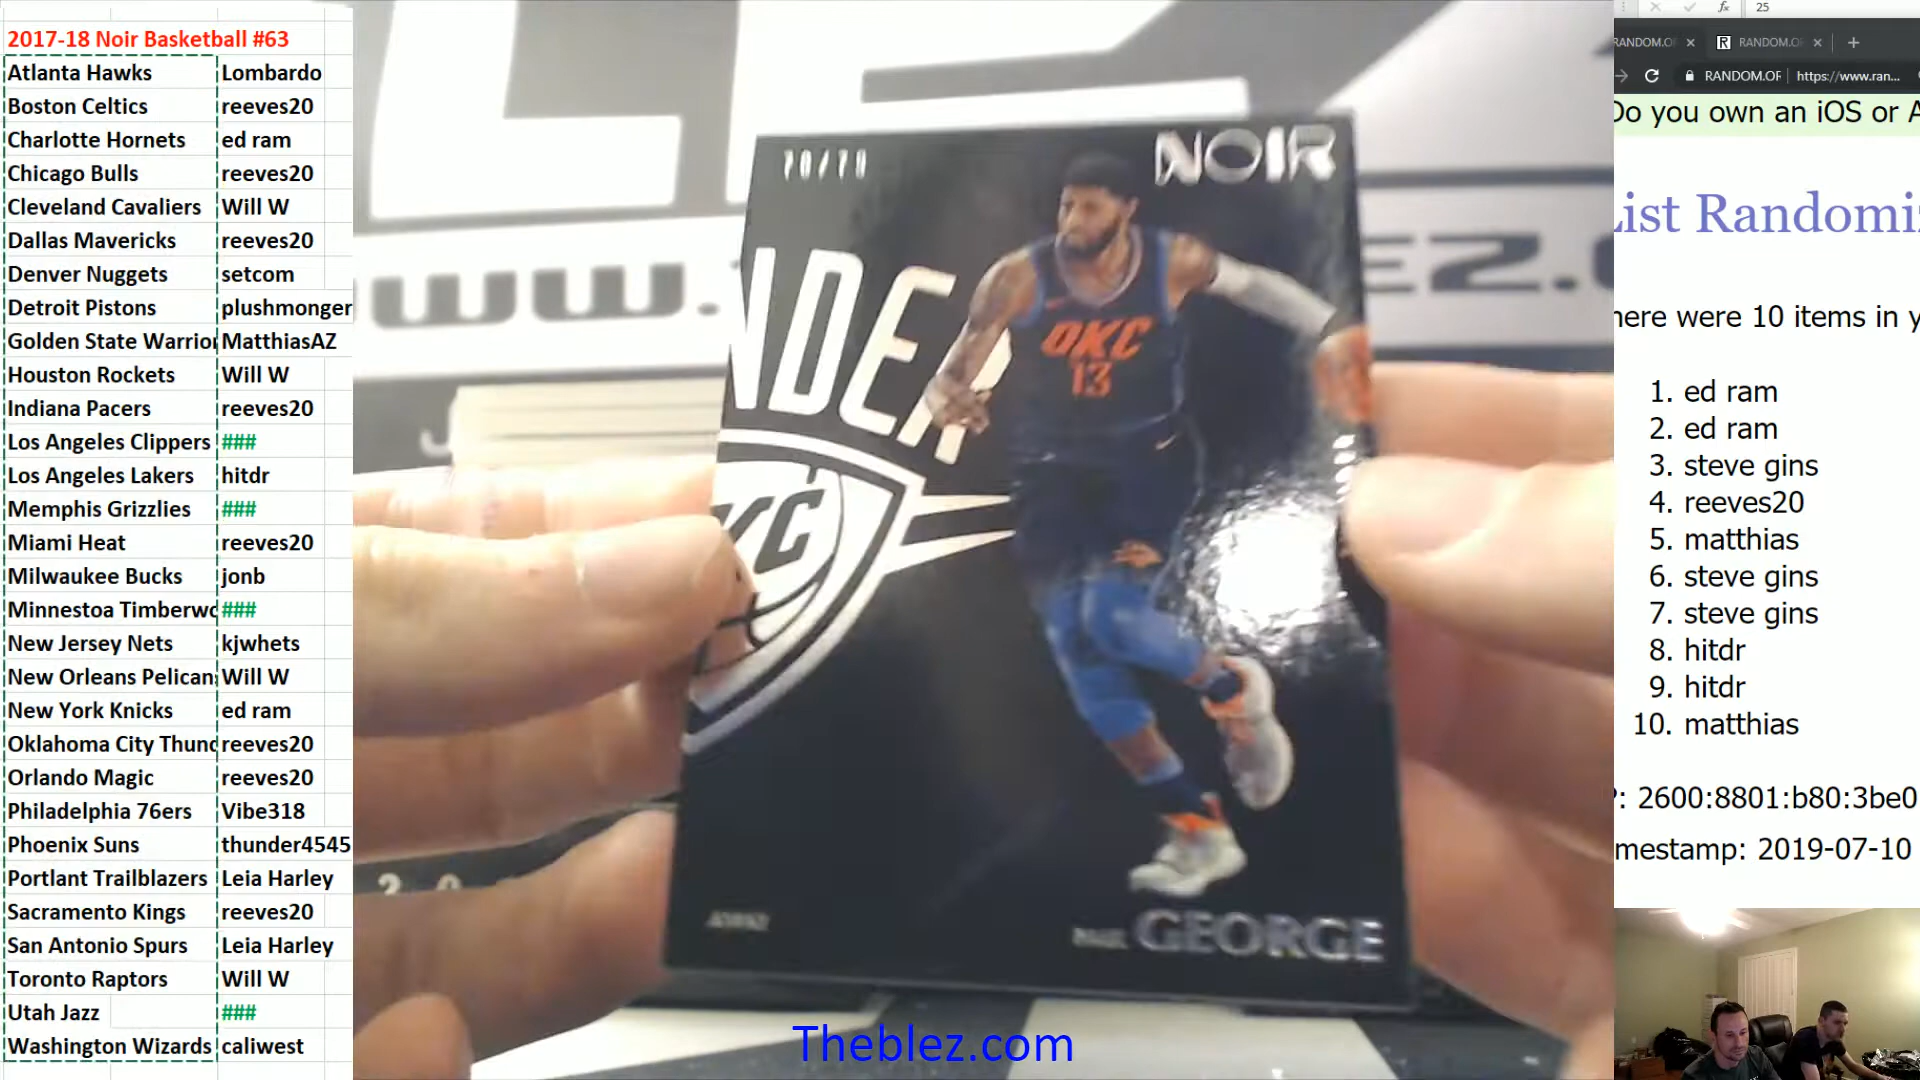 2017-18 Noir Basketball #63
Atlanta Hawks Lombardo
Boston Celtics reeves20
Charlotte Hornets ed ram
Chicago Bulls reeves20
Cleveland Cavaliers Will W
Dallas Mavericks reeves20
Denver Nuggets setcom
Detroit Pistons plushmonger
Golden State Warrior MatthiasAZ
Houston Rockets Will W
Indiana Pacers reeves20
Los Angeles Clippers ###
Los Angeles Lakers hitdr
Memphis Grizzlies ###
Miami Heat reeves20
Milwaukee Bucks jonb
Minnestoa Timberwo ###
New Jersey Nets kjwhets
New Orleans Pelican Will W
New York Knicks ed ram
Oklahoma City Thund reeves20
Orlando Magic reeves20
Philadelphia 76ers Vibe318
Phoenix Suns thunder4545
Portlant Trailblazers Leia Harley
Sacramento Kings reeves20
San Antonio Spurs Leia Harley
Toronto Raptors Will W
Utah Jazz ###
Washington Wizards caliwest
NOIR
NDER
OKC
13
PAUL GEORGE
www.
EZ.
Theblez.com
25
RANDOM.O
RANDOM.O
RANDOM.OF https://www.ran...
Do you own an iOS or A
List Randomiz
here were 10 items in y
1. ed ram
2. ed ram
3. steve gins
4. reeves20
5. matthias
6. steve gins
7. steve gins
8. hitdr
9. hitdr
10. matthias
P: 2600:8801:b80:3be0
mestamp: 2019-07-10